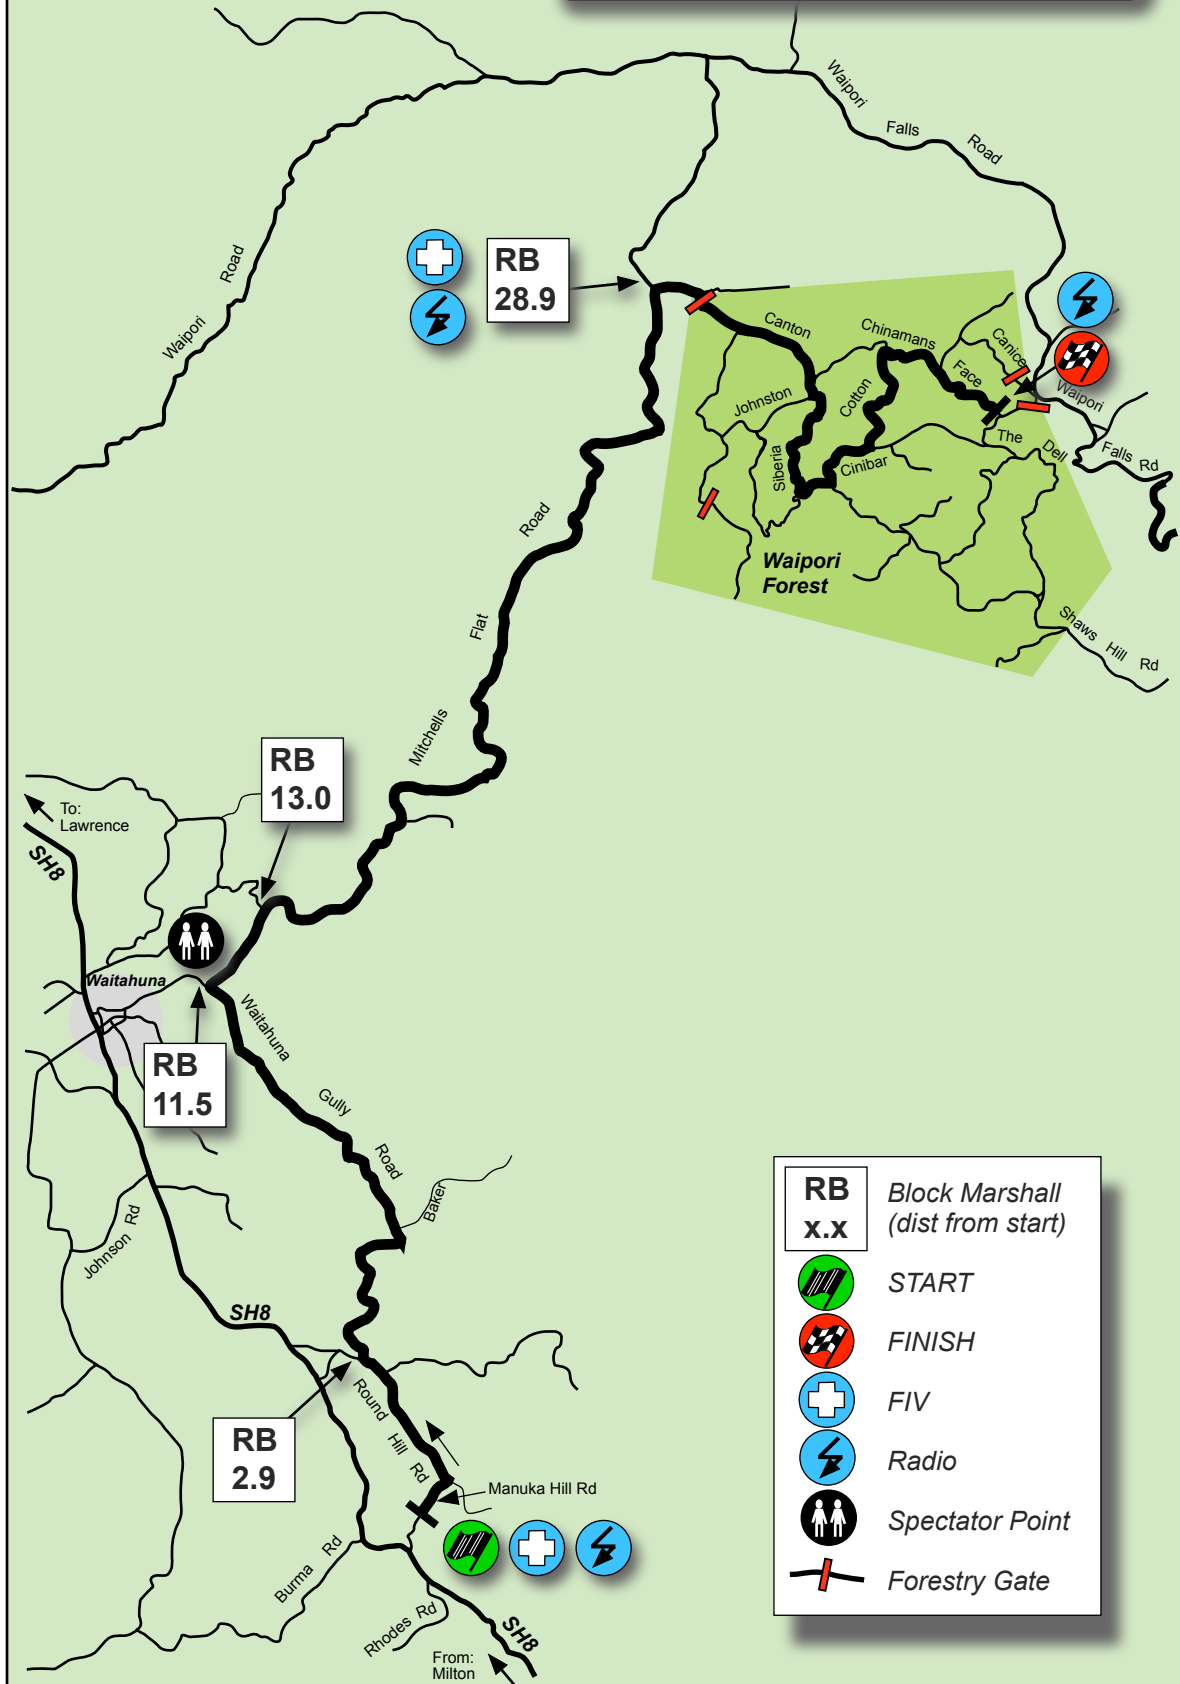 Waipori
Falls
Road
Road
Waipori
RB
28.9
Canton
Chinamans
Canice
Face
Waipori
Johnston
Cotton
The
Dell
Falls Rd
Siberia
Cinibar
Road
Waipori
Forest
Flat
Shaws
Hill
Rd
Mitchells
RB
13.0
To:
Lawrence
SH8
Waitahuna
Waitahuna
RB
11.5
Gully
Road
Baker
Johnson Rd
SH8
Round
Hill
Rd
RB
2.9
Manuka Hill Rd
Burma Rd
Rhodes Rd
SH8
From:
Milton
RB
x.x
Block Marshall
(dist from start)
START
FINISH
FIV
Radio
Spectator Point
Forestry Gate